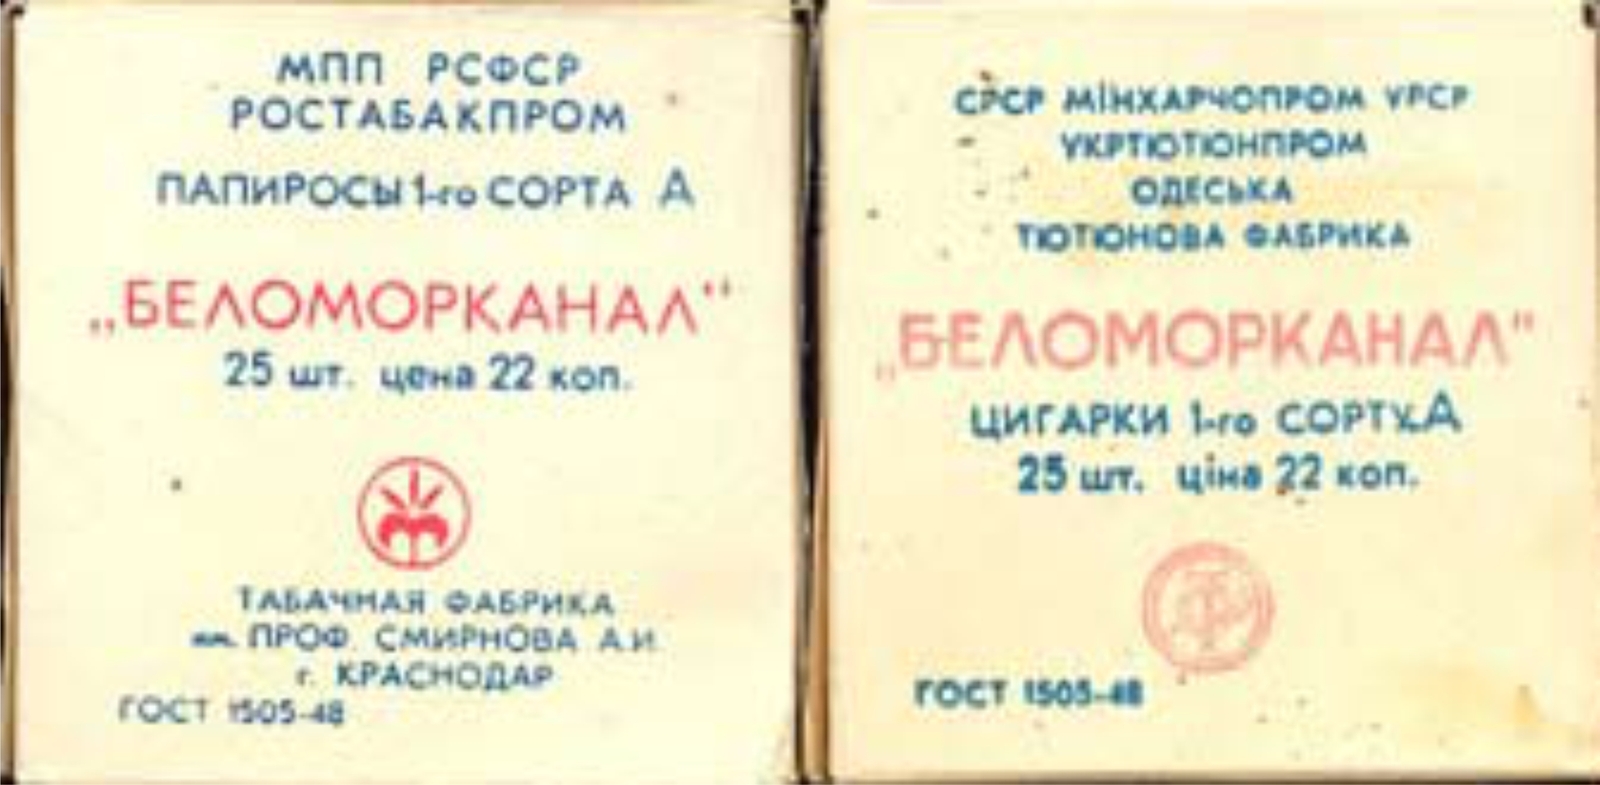 МПП РСФСР
РОСТАБАКПРОМ
ПАПИРОСЫ 1-го СОРТА А
„БЕЛОМОРКАНАЛ“
25 шт. цена 22 коп.
ТАБАЧНАЯ ФАБРИКА
им. ПРОФ. СМИРНОВА А.И.
г. КРАСНОДАР
ГОСТ 1505-48
СРСР МІНХАРЧОПРОМ УРСР
УКРТЮТЮНПРОМ
ОДЕСЬКА
ТЮТЮНОВА ФАБРИКА
„БЕЛОМОРКАНАЛ"
ЦИГАРКИ 1-го СОРТУ А
25 шт. ціна 22 коп.
ГОСТ 1505-48